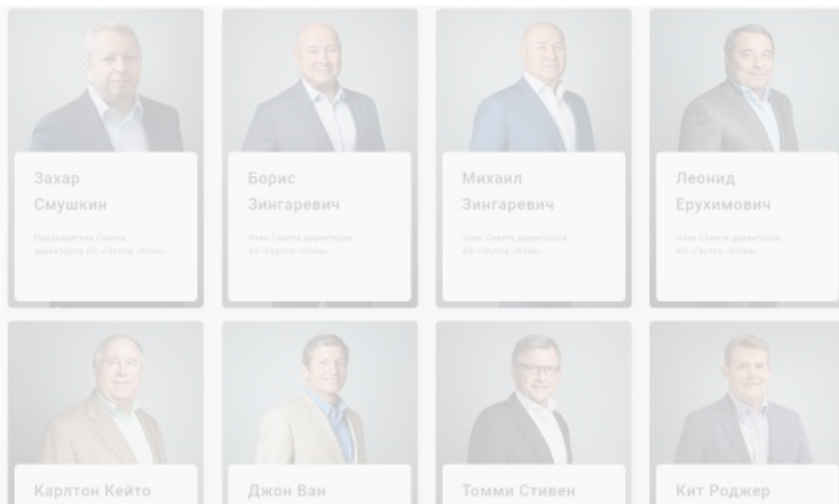 Захар
Смушкин
Председатель Совета
директоров АО «Группа «Илим»
Борис
Зингаревич
Член Совета директоров
АО «Группа «Илим»
Михаил
Зингаревич
Член Совета директоров
АО «Группа «Илим»
Леонид
Ерухимович
Член Совета директоров
АО «Группа «Илим»
Карлтон Кейто
Джон Ван
Томми Стивен
Кит Роджер